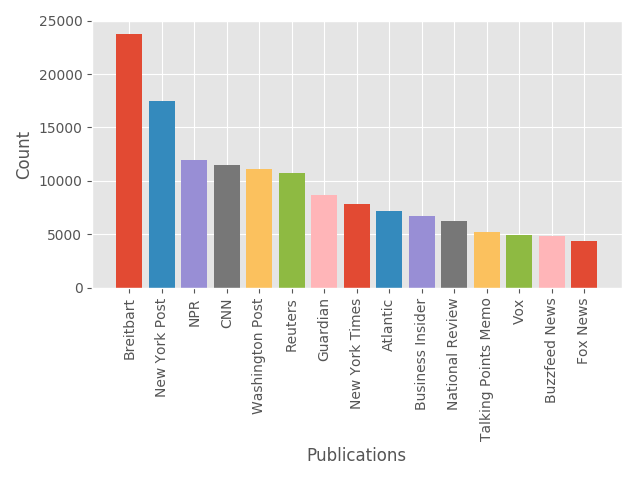 25000
20000
15000
10000
5000
0
Count
Breitbart
New York Post
NPR
CNN
Washington Post
Reuters
Guardian
New York Times
Atlantic
Business Insider
National Review
Talking Points Memo
Vox
Buzzfeed News
Fox News
Publications